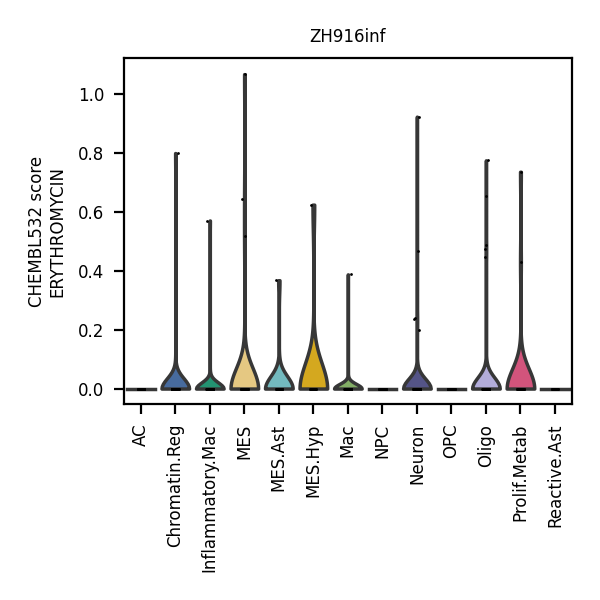 ZH916inf
CHEMBL532 score
ERYTHROMYCIN
1.0
0.8
0.6
0.4
0.2
0.0
AC
Chromatin.Reg
Inflammatory.Mac
MES
MES.Ast
MES.Hyp
Mac
NPC
Neuron
OPC
Oligo
Prolif.Metab
Reactive.Ast